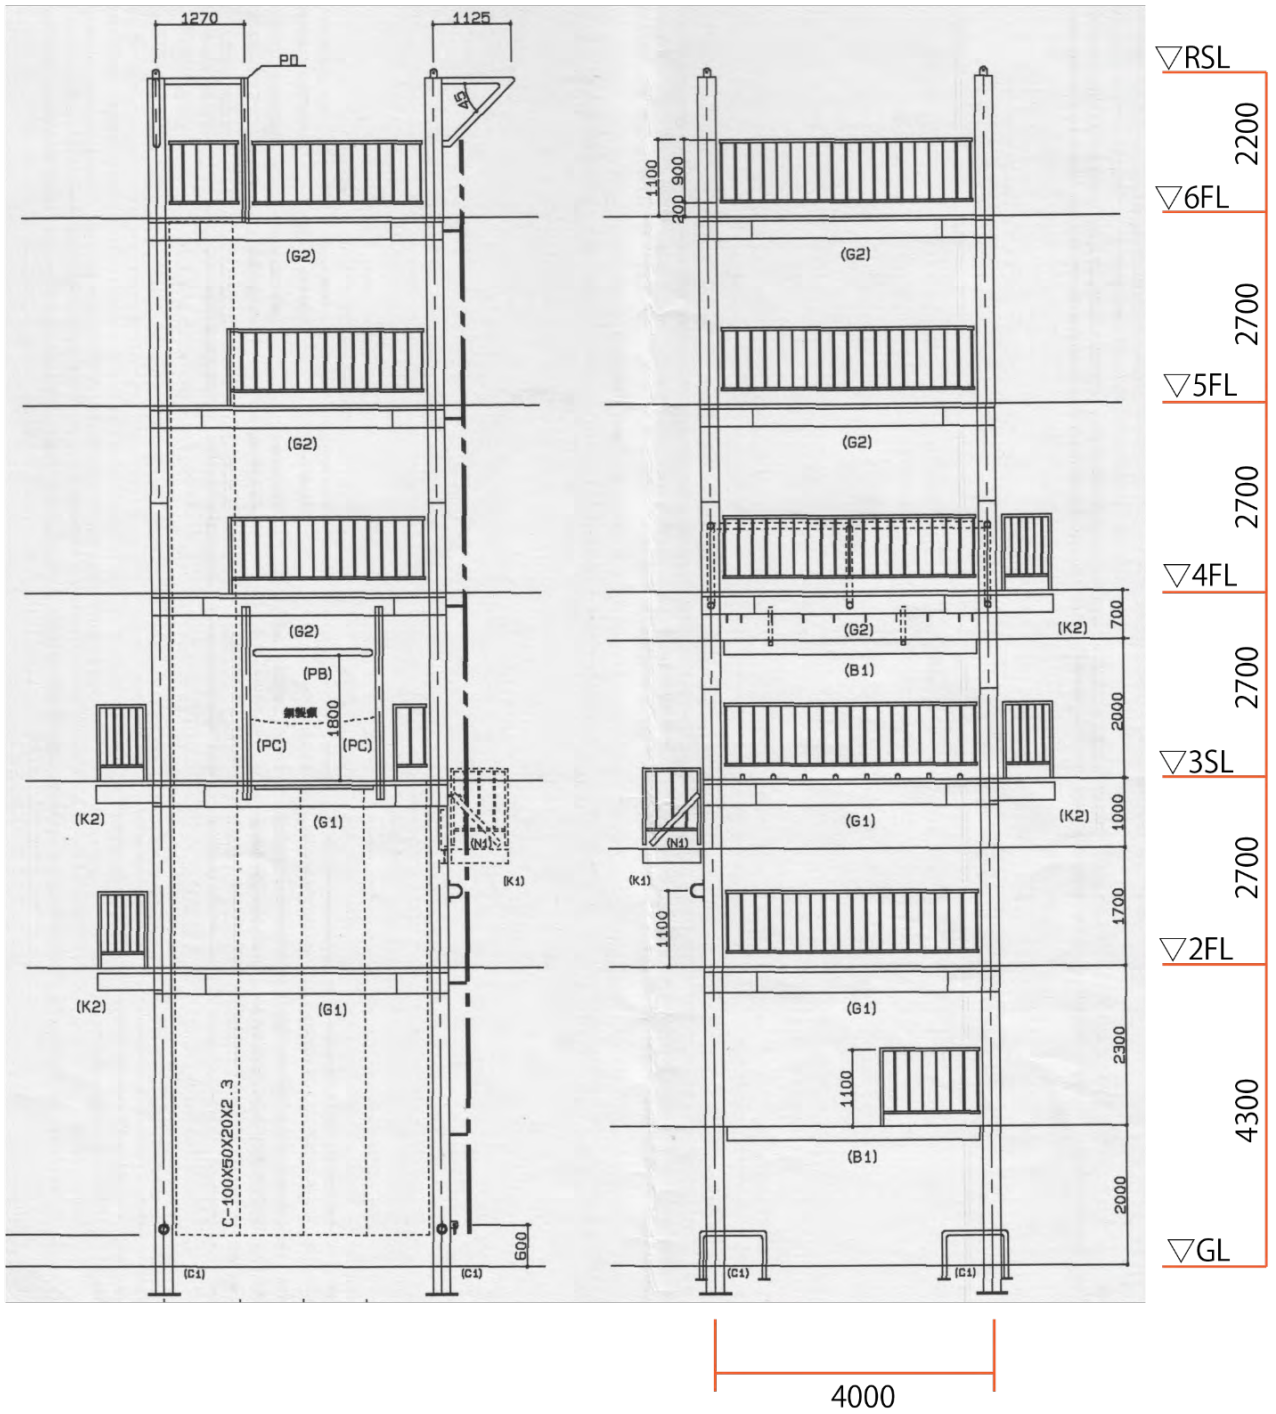 1270
PD
45
(G2)
(G2)
(G2)
(PB)
鋼製鎖
1800
(PC)
(PC)
(K2)
(G1)
(N1)
(K1)
(K2)
(G1)
C-100X50X20X2.3
600
(C1)
(C1)
1125
1100
900
200
(G2)
(G2)
(G2)
(K2)
700
(B1)
2000
(G1)
(K2)
1000
(N1)
(K1)
1100
1700
(G1)
2300
1100
(B1)
2000
(C1)
(C1)
▽RSL
2200
▽6FL
2700
▽5FL
2700
▽4FL
2700
▽3SL
2700
▽2FL
4300
▽GL
4000